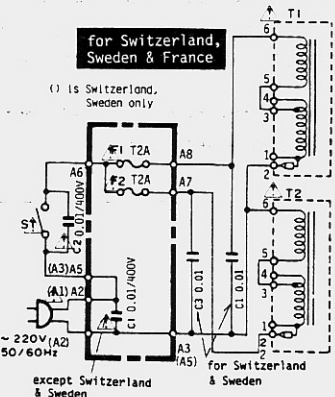 for Switzerland,
Sweden & France
() is Switzerland,
Sweden only
T1
6
5
4
3
1
2
A6
F1 T2A
A8
F2 T2A
A7
S
C2 0.01/400V
(A3)A5
(A1) A2
C1 0.01/400V
C3 0.01
C1 0.01
T2
6
5
4
3
1
2
~ 220V
50/60Hz
(A2)
A3
(A5)
except Switzerland
& Sweden
for Switzerland
& Sweden